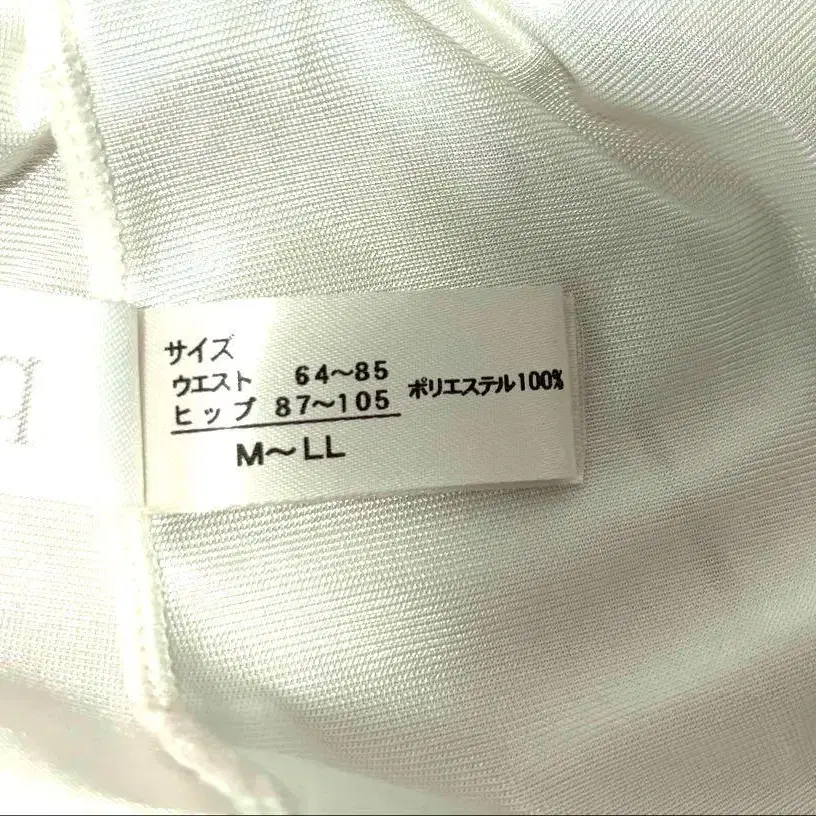 サイズ
ウエスト 64〜85
ヒップ 87〜105
ポリエステル100%
M〜LL